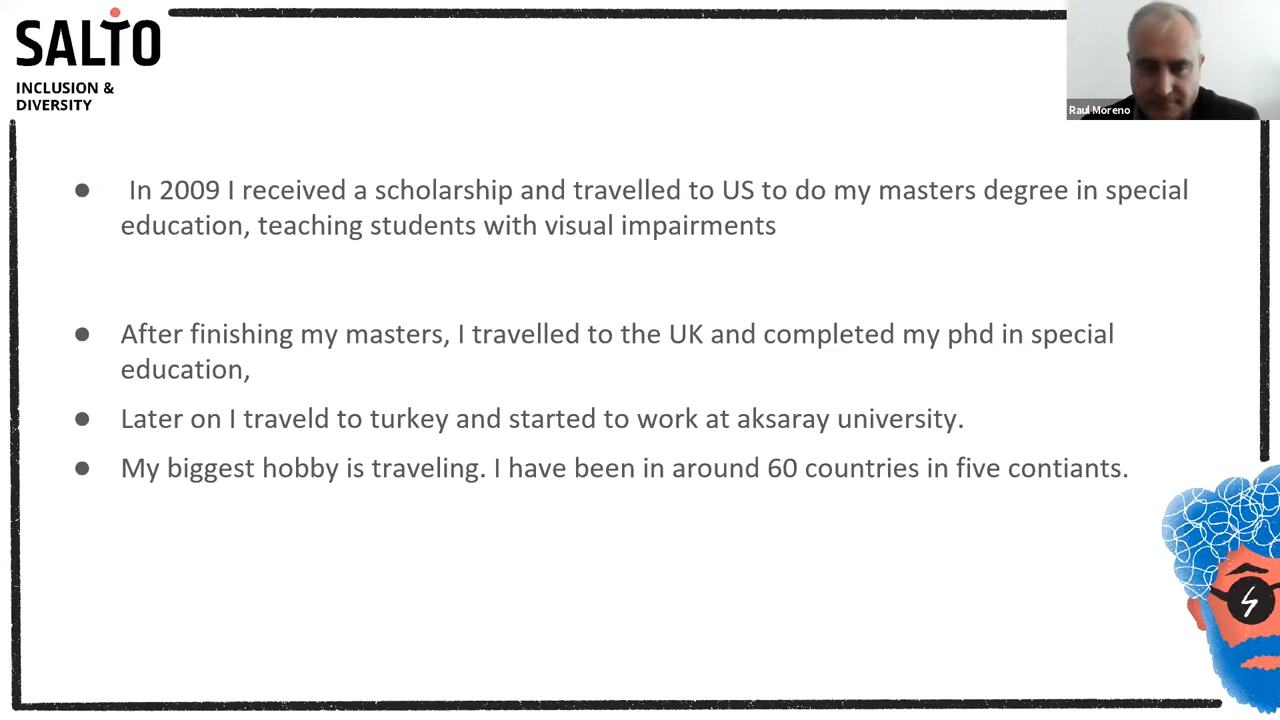 SALTO
INCLUSION &
DIVERSITY
Raul Moreno
● In 2009 I received a scholarship and travelled to US to do my masters degree in special
education, teaching students with visual impairments
● After finishing my masters, I travelled to the UK and completed my phd in special
education,
● Later on I traveld to turkey and started to work at aksaray university.
● My biggest hobby is traveling. I have been in around 60 countries in five contiants.